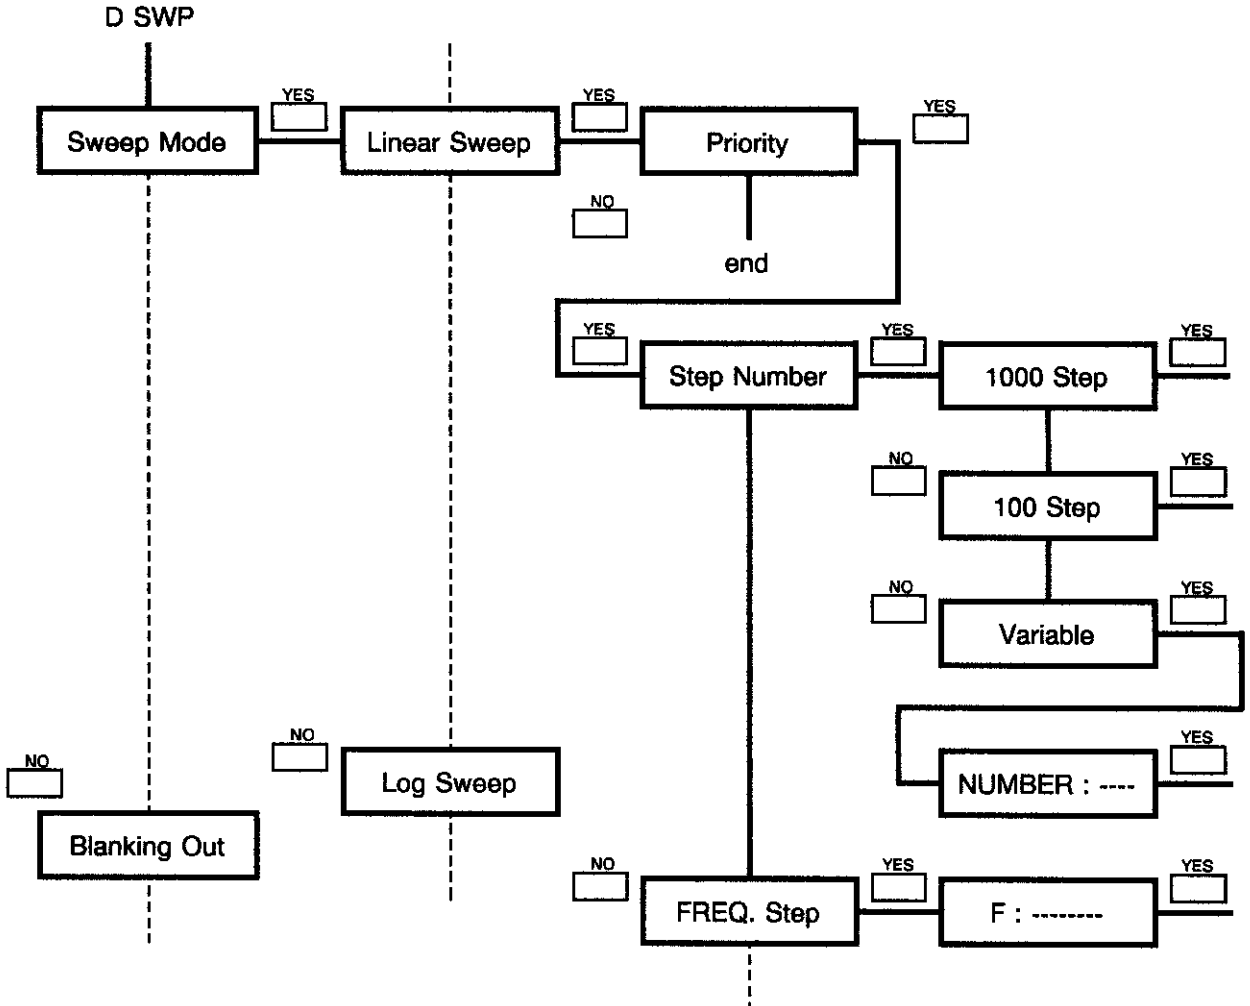 D SWP
YES
YES
YES
Sweep Mode
Linear Sweep
Priority
NO
end
YES
YES
YES
Step Number
1000 Step
NO
YES
100 Step
NO
YES
Variable
NO
YES
NO
Log Sweep
NUMBER : ----
Blanking Out
NO
YES
YES
FREQ. Step
F : --------